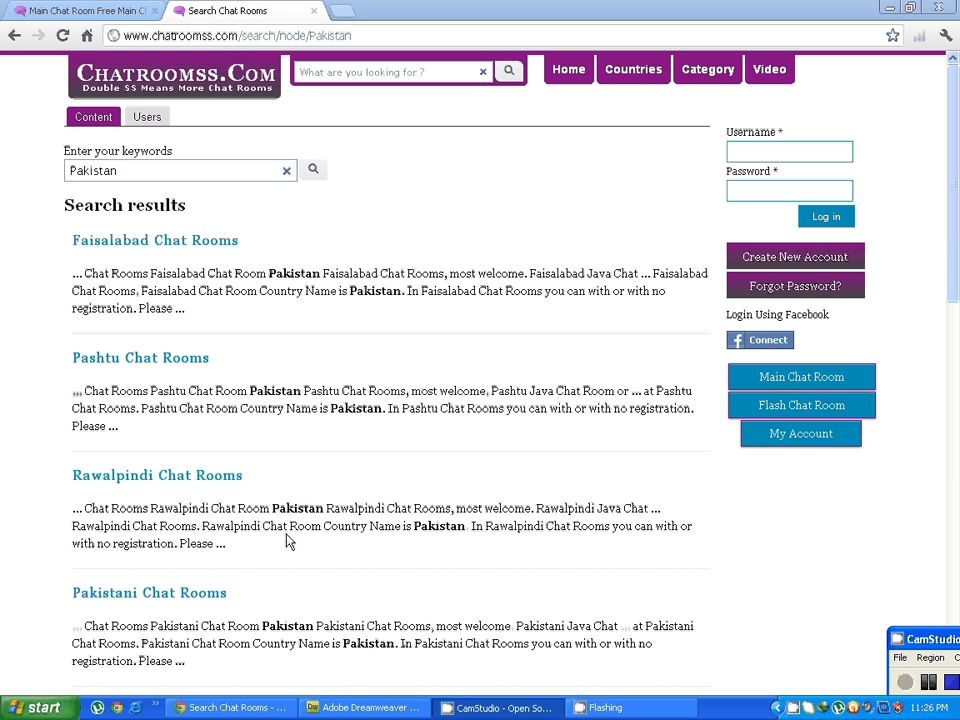 Main Chat Room Free Main Cl
Search Chat Rooms
www.chatroomss.com/search/node/Pakistan
CHATROOMSS.COM
Double SS Means More Chat Rooms
What are you looking for ?
Home
Countries
Category
Video
Content
Users
Enter your keywords
Pakistan
Search results
Faisalabad Chat Rooms
... Chat Rooms Faisalabad Chat Room Pakistan Faisalabad Chat Rooms, most welcome. Faisalabad Java Chat ... Faisalabad
Chat Rooms. Faisalabad Chat Room Country Name is Pakistan. In Faisalabad Chat Rooms you can with or with no
registration. Please ...
Pashtu Chat Rooms
... Chat Rooms Pashtu Chat Room Pakistan Pashtu Chat Rooms, most welcome. Pashtu Java Chat Room or ... at Pashtu
Chat Rooms. Pashtu Chat Room Country Name is Pakistan. In Pashtu Chat Rooms you can with or with no registration.
Please ...
Rawalpindi Chat Rooms
... Chat Rooms Rawalpindi Chat Room Pakistan Rawalpindi Chat Rooms, most welcome. Rawalpindi Java Chat ...
Rawalpindi Chat Rooms. Rawalpindi Chat Room Country Name is Pakistan. In Rawalpindi Chat Rooms you can with or
with no registration. Please ...
Pakistani Chat Rooms
... Chat Rooms Pakistani Chat Room Pakistan Pakistani Chat Rooms, most welcome. Pakistani Java Chat ... at Pakistani
Chat Rooms. Pakistani Chat Room Country Name is Pakistan. In Pakistani Chat Rooms you can with or with no
registration. Please ...
Username *
Password *
Log in
Create New Account
Forgot Password?
Login Using Facebook
Connect
Main Chat Room
Flash Chat Room
My Account
CamStudio
File Region
start
Search Chat Rooms - ...
Adobe Dreamweaver ...
CamStudio - Open So...
Flashing
11:26 PM